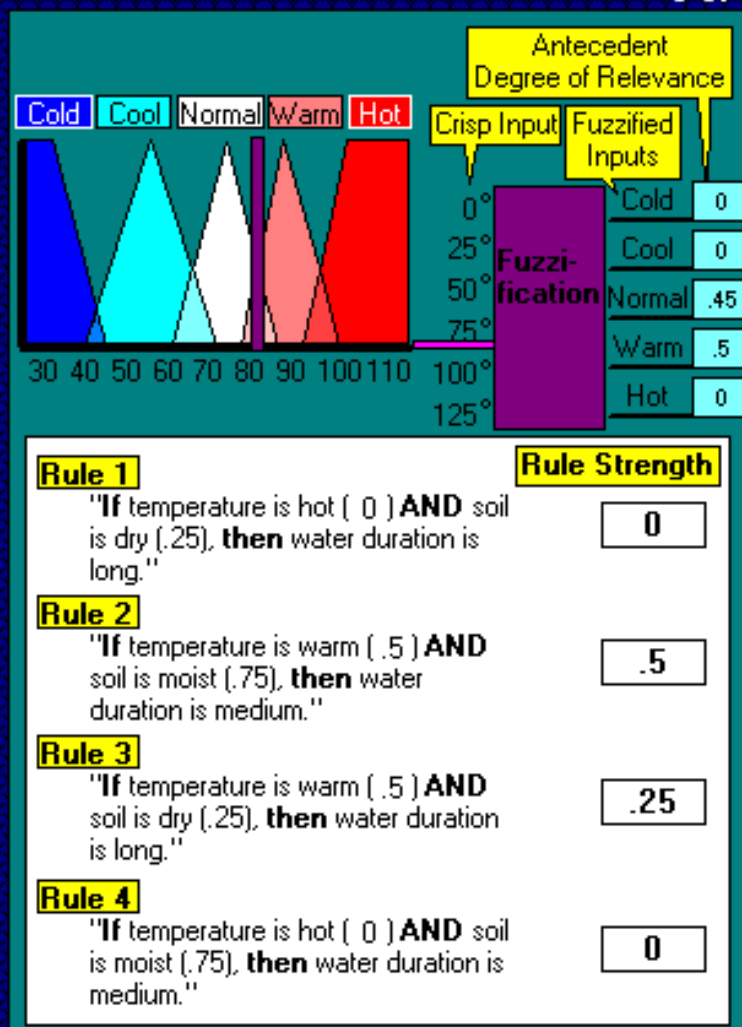 Antecedent
Degree of Relevance
Cold Cool Normal Warm Hot
Crisp Input
Fuzzified
Inputs
0°
25°
50°
75°
100°
125°
Fuzzi-
fication
Cold 0
Cool 0
Normal .45
Warm .5
Hot 0
30 40 50 60 70 80 90 100 110
Rule 1
Rule Strength
"If temperature is hot ( 0 ) AND soil
is dry (.25), then water duration is
long."
0
Rule 2
"If temperature is warm ( .5 ) AND
soil is moist (.75), then water
duration is medium."
.5
Rule 3
"If temperature is warm ( .5 ) AND
soil is dry (.25), then water duration
is long."
.25
Rule 4
"If temperature is hot ( 0 ) AND soil
is moist (.75), then water duration is
medium."
0